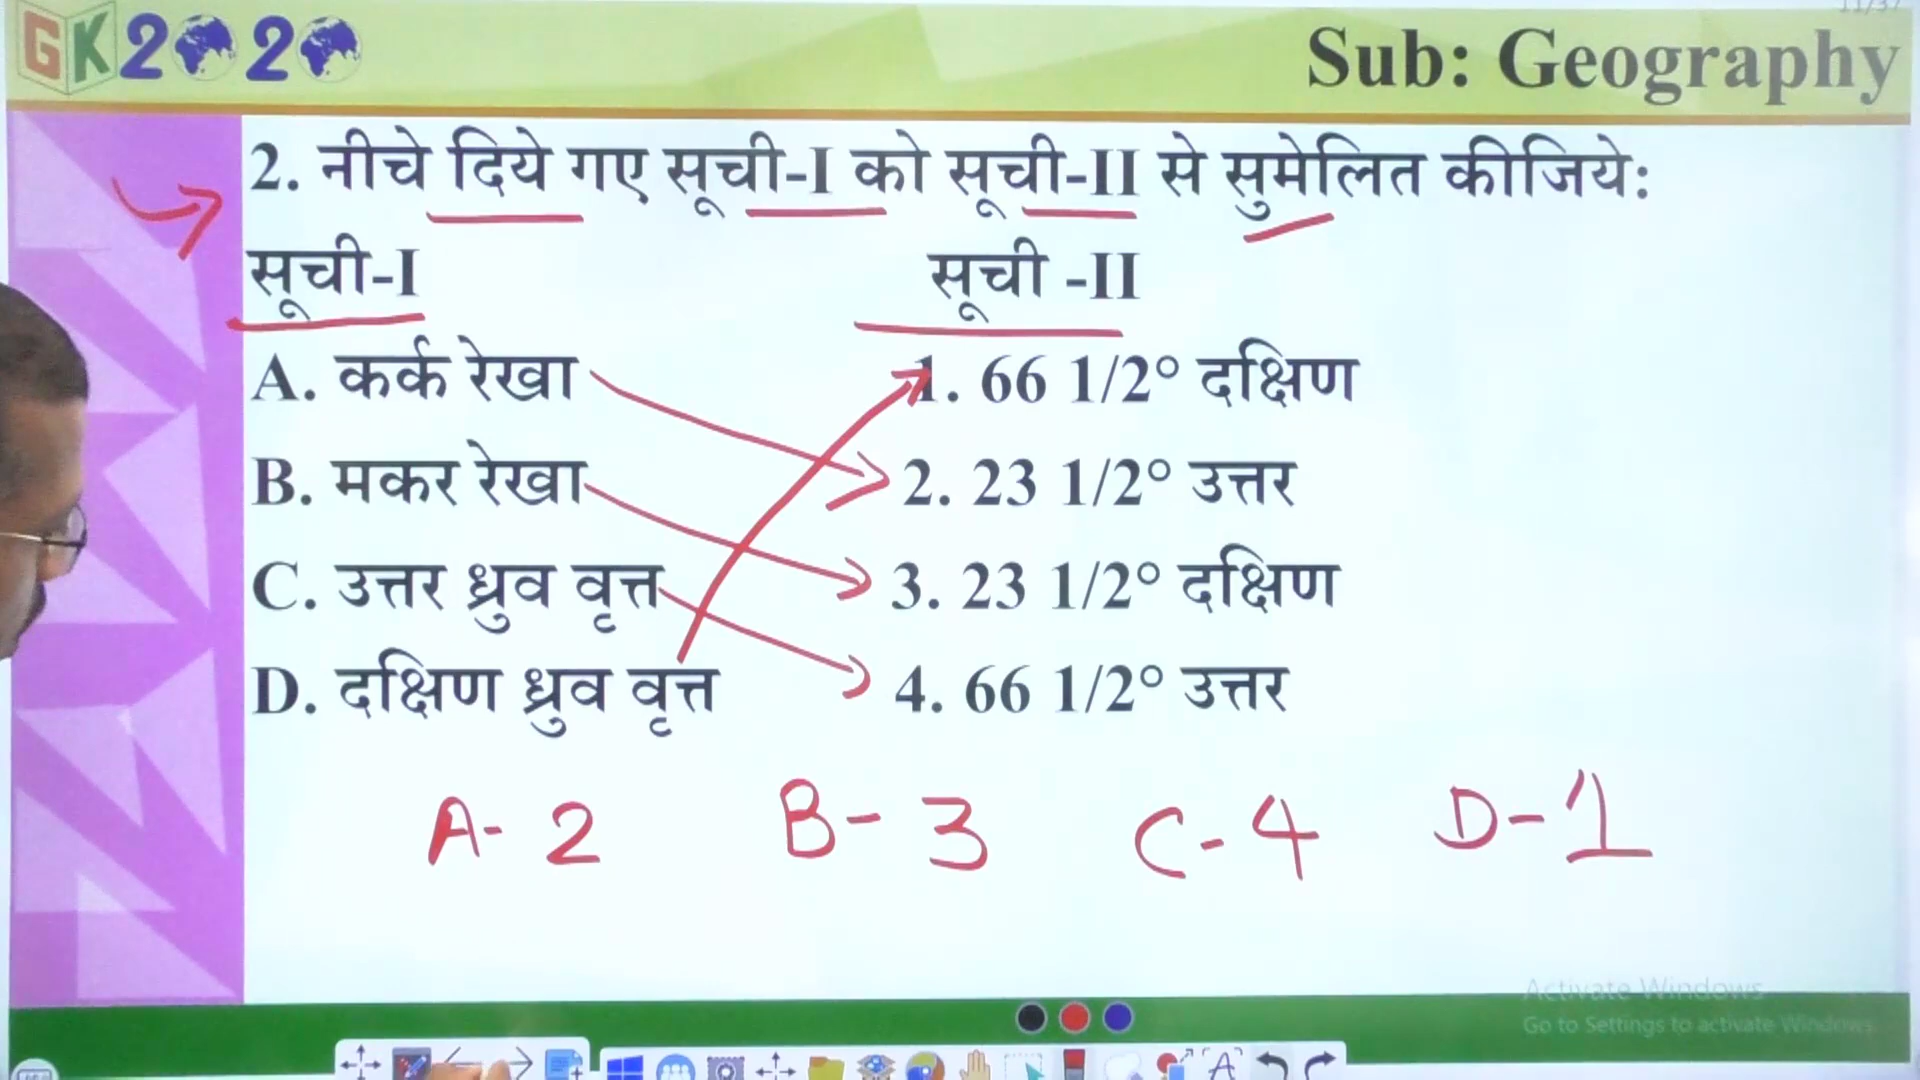 GK2020
Sub: Geography
2. नीचे दिये गए सूची-I को सूची-II से सुमेलित कीजिये:
सूची-I सूची -II
A. कर्क रेखा 1. 66 1/2° दक्षिण
B. मकर रेखा 2. 23 1/2° उत्तर
C. उत्तर ध्रुव वृत्त 3. 23 1/2° दक्षिण
D. दक्षिण ध्रुव वृत्त 4. 66 1/2° उत्तर
A- 2 B- 3 C- 4 D- 1
Activate Windows
Go to Settings to activate Windows.